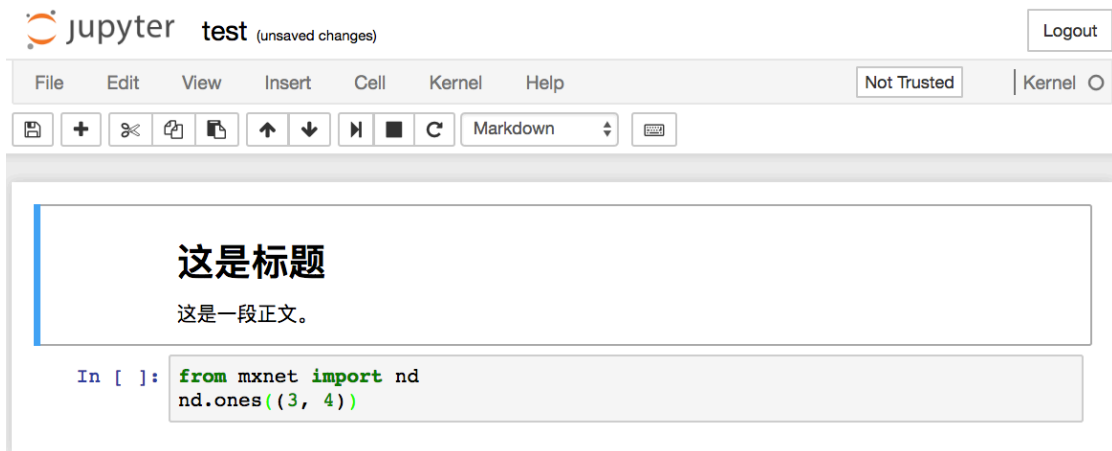 jupyter test (unsaved changes) Logout
File Edit View Insert Cell Kernel Help Not Trusted Kernel
Markdown
这是标题
这是一段正文。
In [ ]: from mxnet import nd
nd.ones((3, 4))